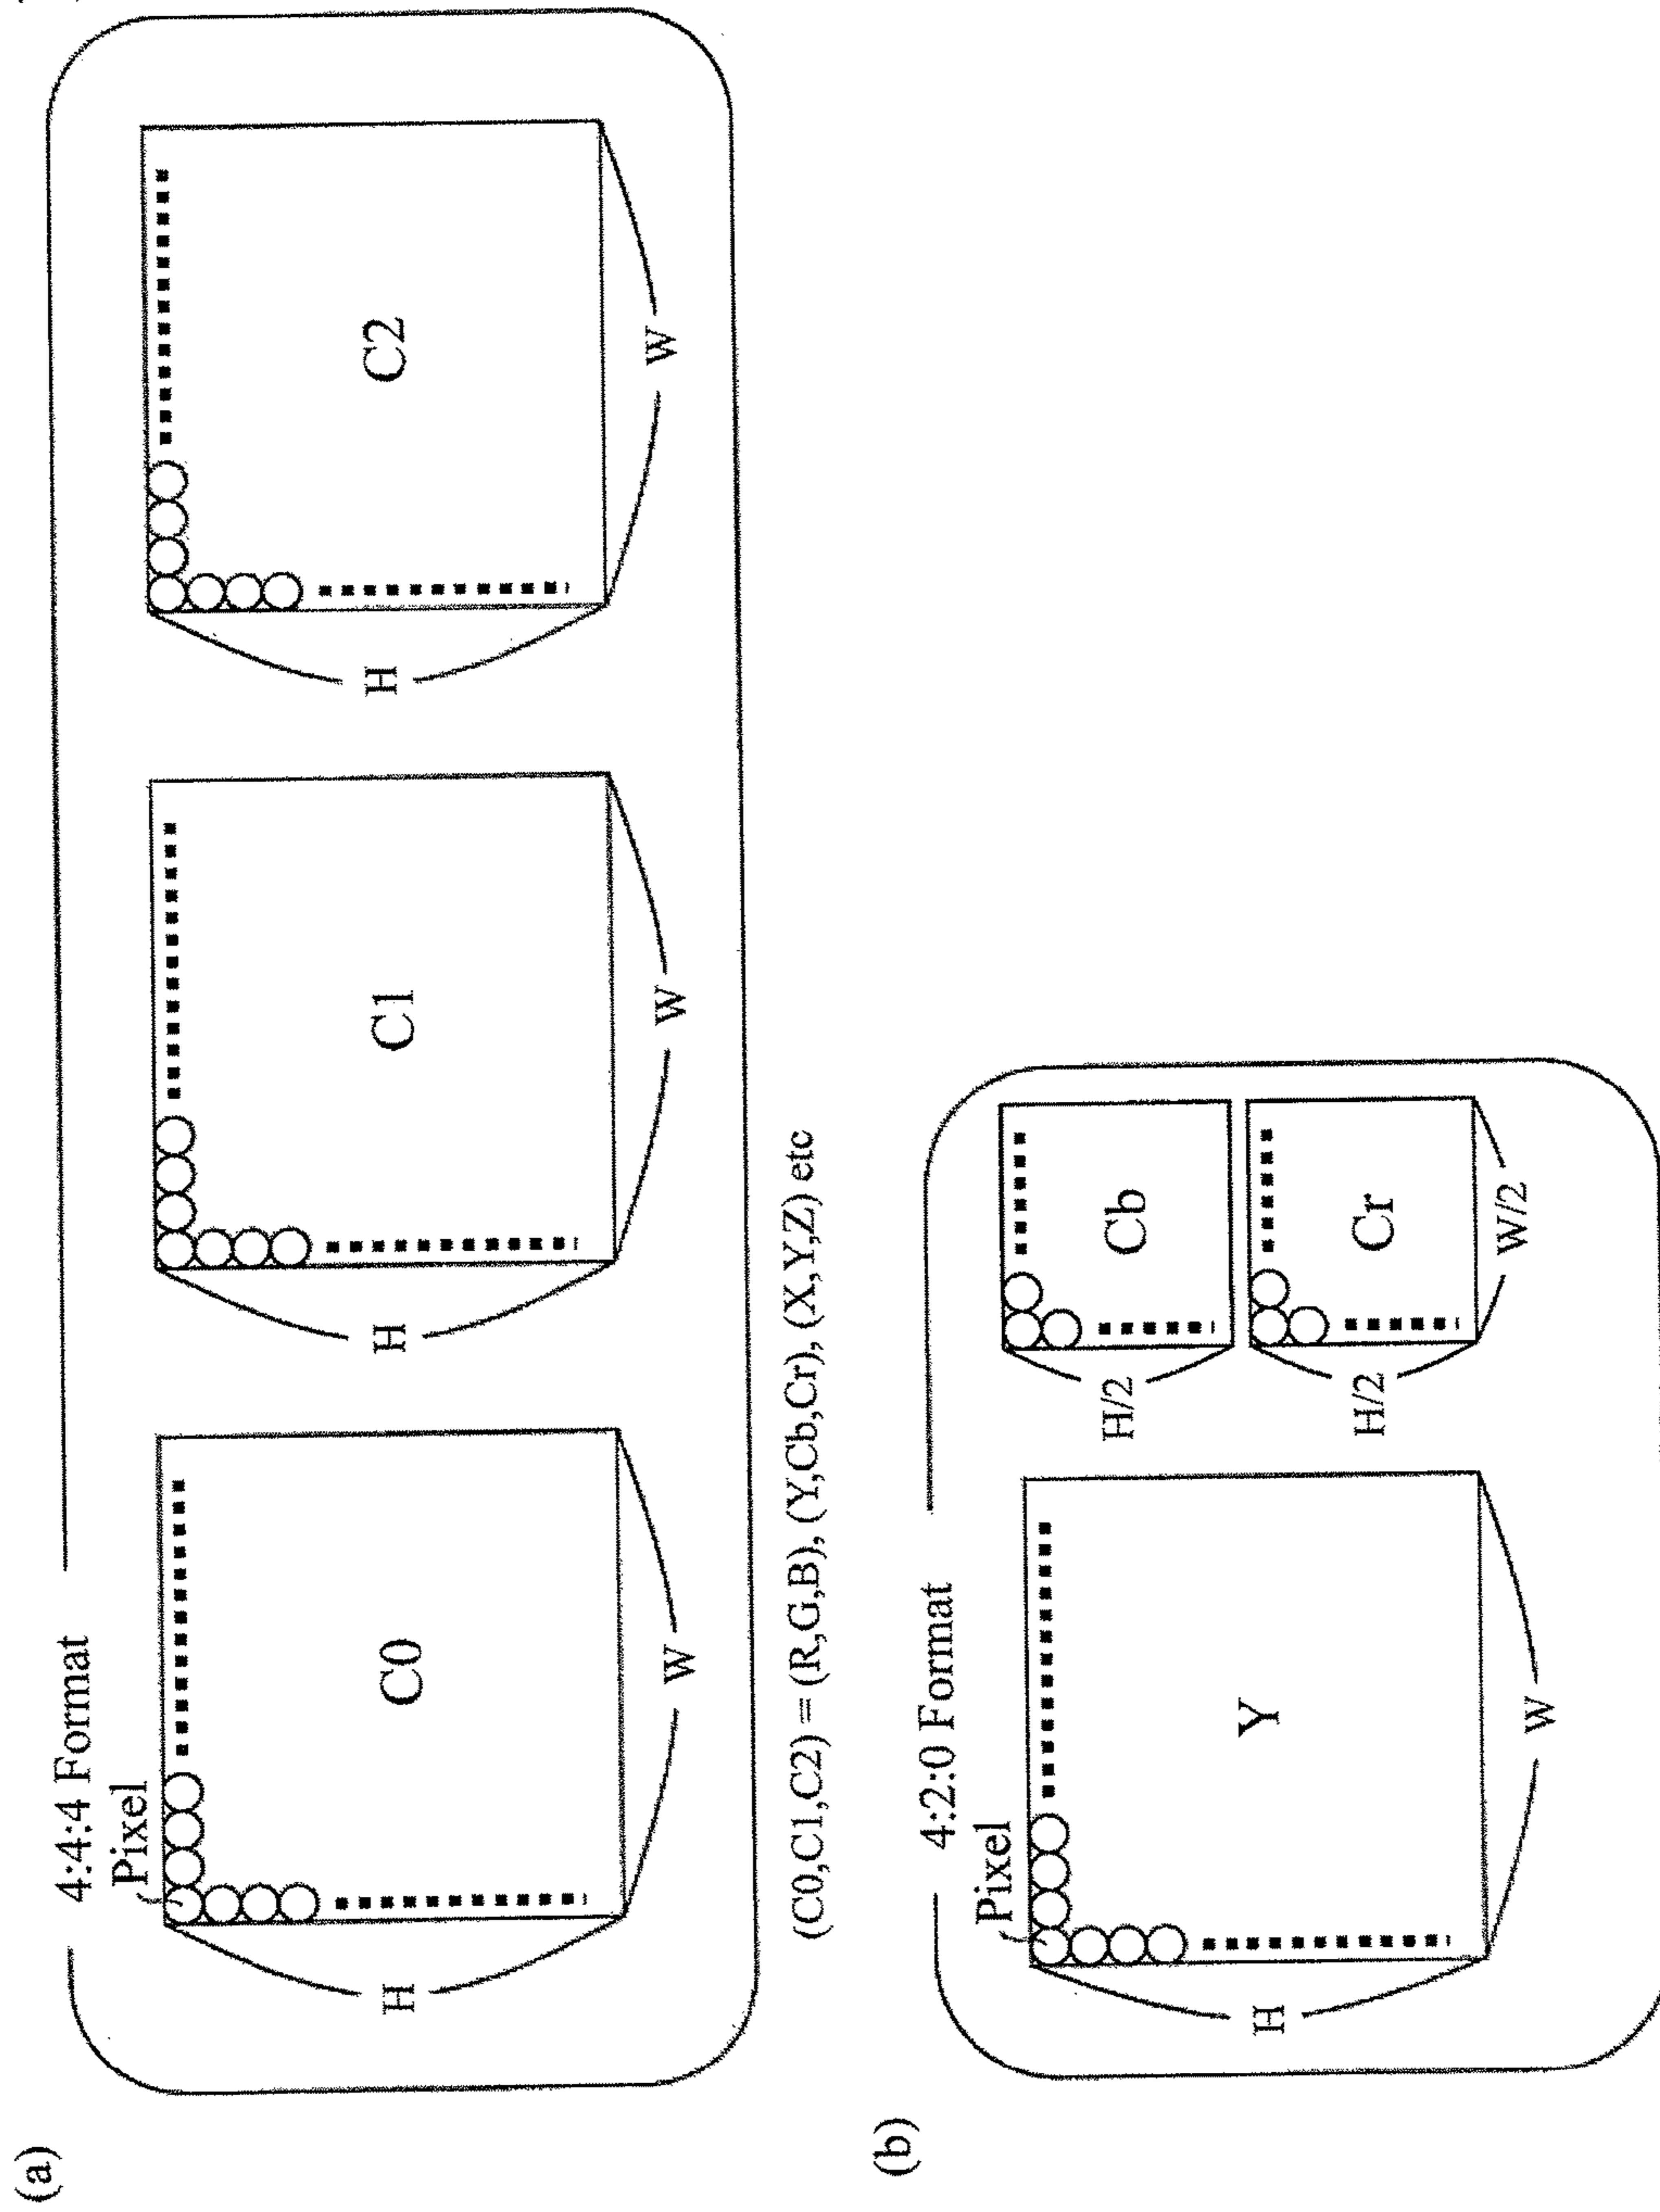 (a)
4:4:4 Format
Pixel
C0
H
W
C1
H
W
C2
H
W
(C0,C1,C2) = (R,G,B), (Y,Cb,Cr), (X,Y,Z) etc
(b)
4:2:0 Format
Pixel
Y
H
W
Cb
H/2
Cr
H/2
W/2